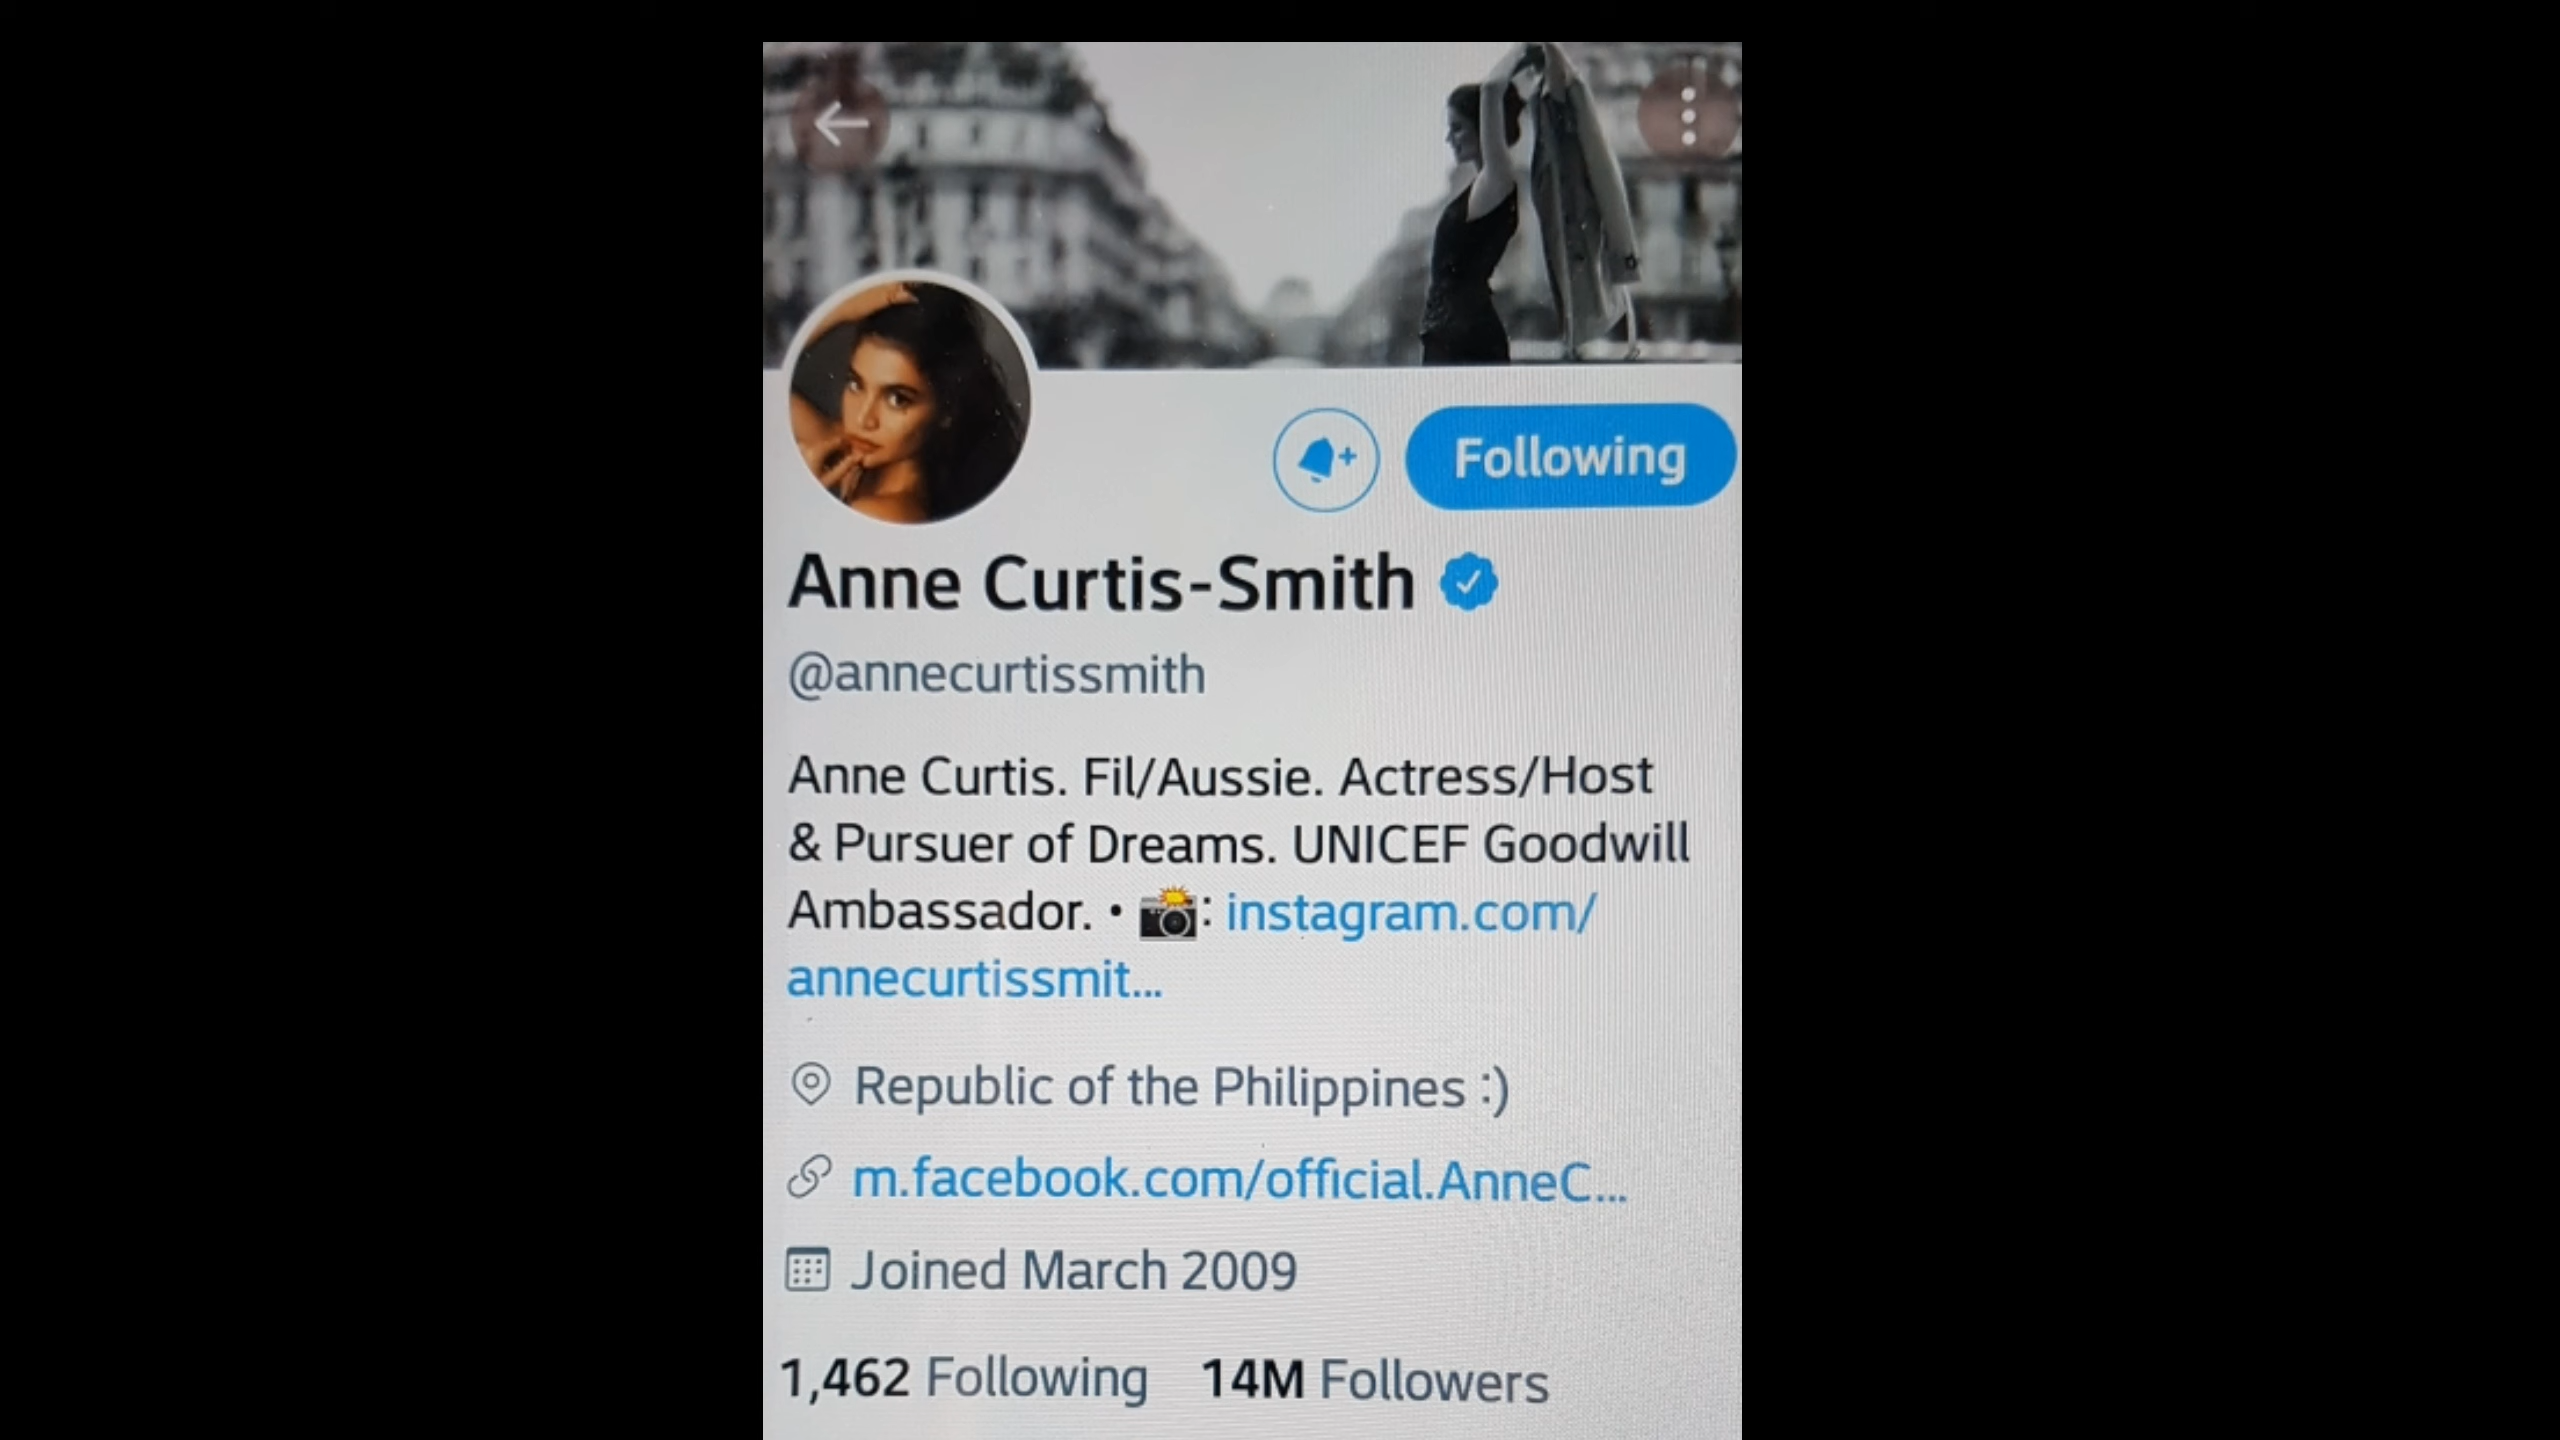 Following
Anne Curtis-Smith
@annecurtissmith
Anne Curtis. Fil/Aussie. Actress/Host
& Pursuer of Dreams. UNICEF Goodwill
Ambassador. • 📸: instagram.com/
annecurtissmit...
Republic of the Philippines :)
m.facebook.com/official.AnneC...
Joined March 2009
1,462 Following 14M Followers